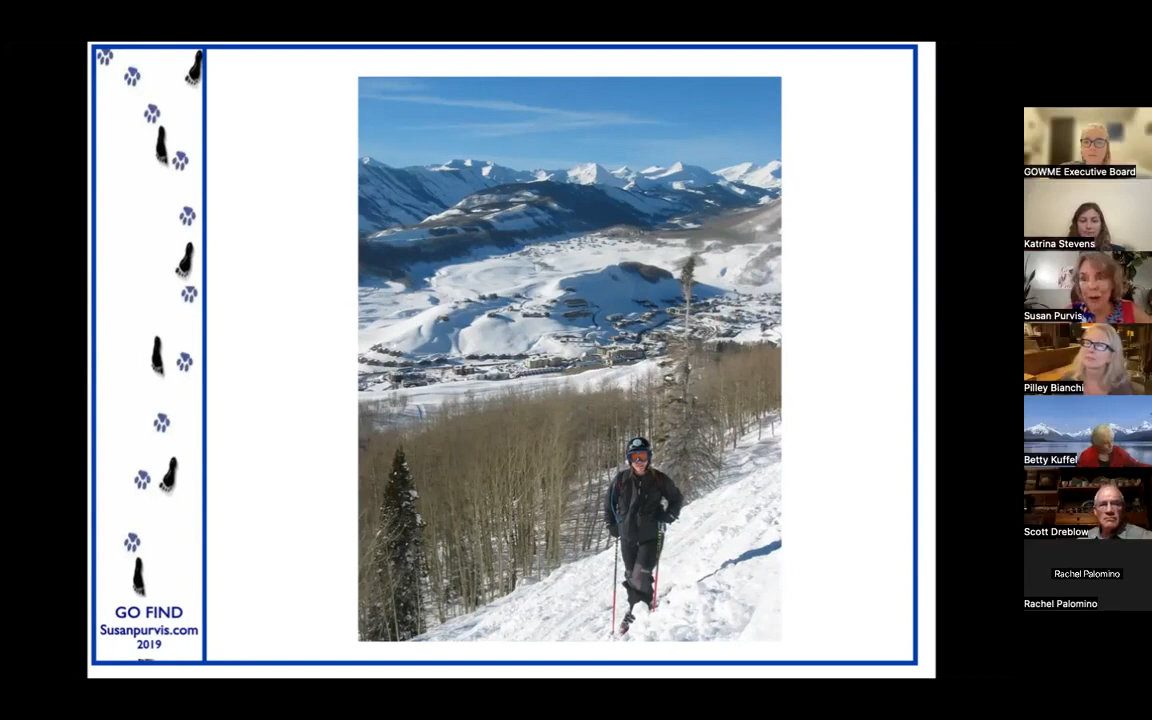 GO FIND
Susanpurvis.com
2019
GOWME Executive Board
Katrina Stevens
Susan Purvis
Pilley Bianchi
Betty Kuffel
Scott Dreblow
Rachel Palomino
Rachel Palomino